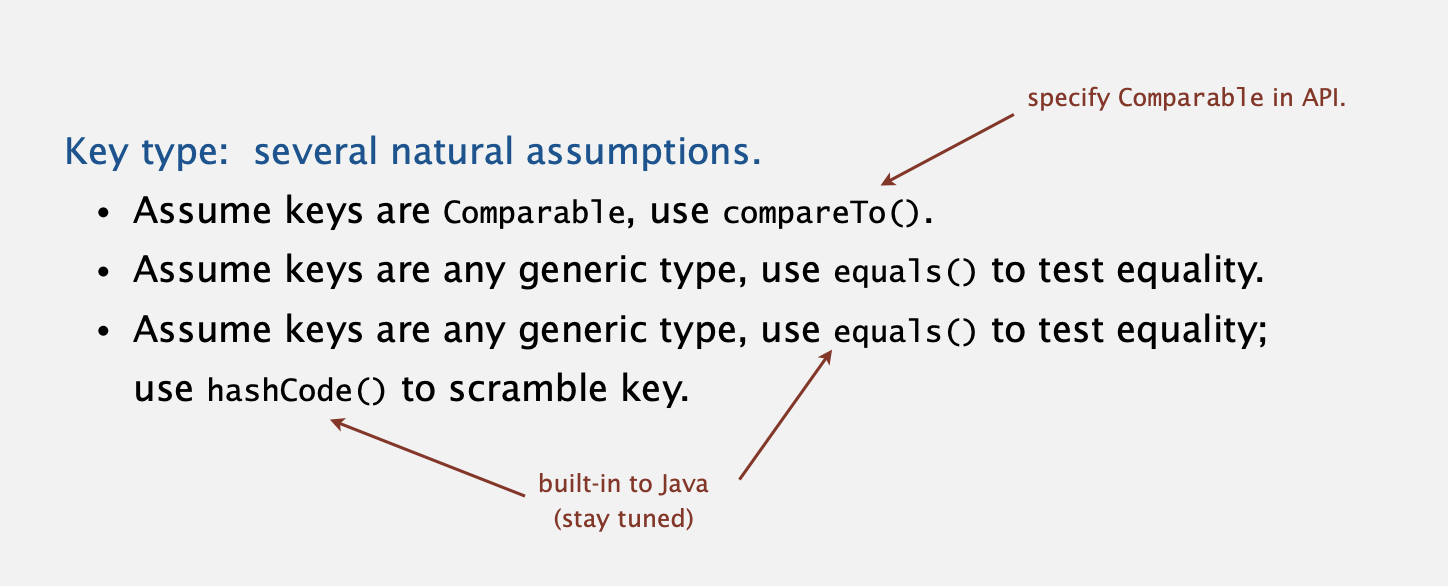 specify Comparable in API.
Key type: several natural assumptions.
• Assume keys are Comparable, use compareTo().
• Assume keys are any generic type, use equals() to test equality.
• Assume keys are any generic type, use equals() to test equality;
use hashCode() to scramble key.
built-in to Java
(stay tuned)